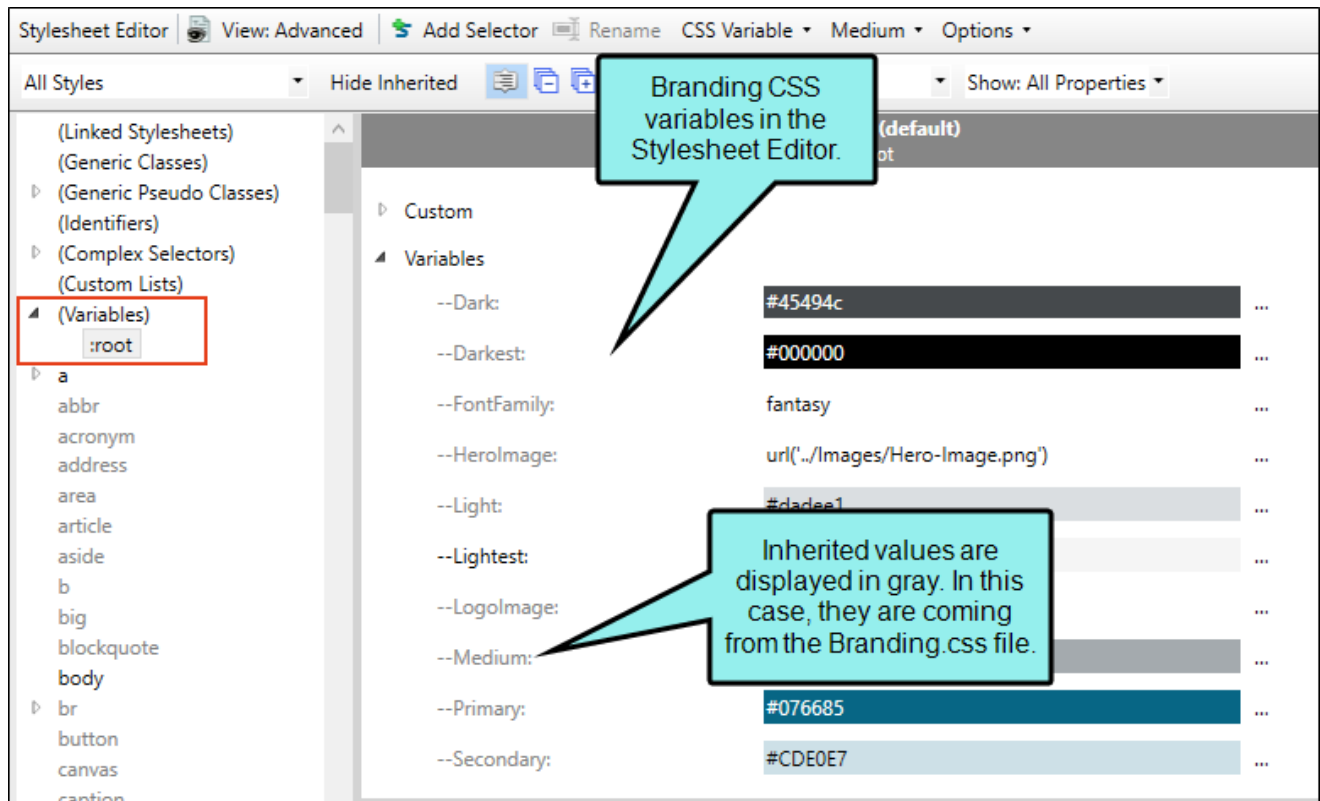 Stylesheet Editor View: Advanced Add Selector Rename CSS Variable Medium Options
All Styles Hide Inherited Show: All Properties
Branding CSS
variables in the
Stylesheet Editor.
(Linked Stylesheets)
(Generic Classes)
(Generic Pseudo Classes)
(Identifiers)
(Complex Selectors)
(Custom Lists)
(Variables)
:root
a
abbr
acronym
address
area
article
aside
b
big
blockquote
body
br
button
canvas
caption
(default)
Custom
Variables
--Dark: #45494c ...
--Darkest: #000000 ...
--FontFamily: fantasy ...
--HeroImage: url('../Images/Hero-Image.png') ...
--Light: #dadee1 ...
--Lightest: ...
--LogoImage: ...
--Medium: ...
--Primary: #076685 ...
--Secondary: #CDE0E7 ...
Inherited values are
displayed in gray. In this
case, they are coming
from the Branding.css file.